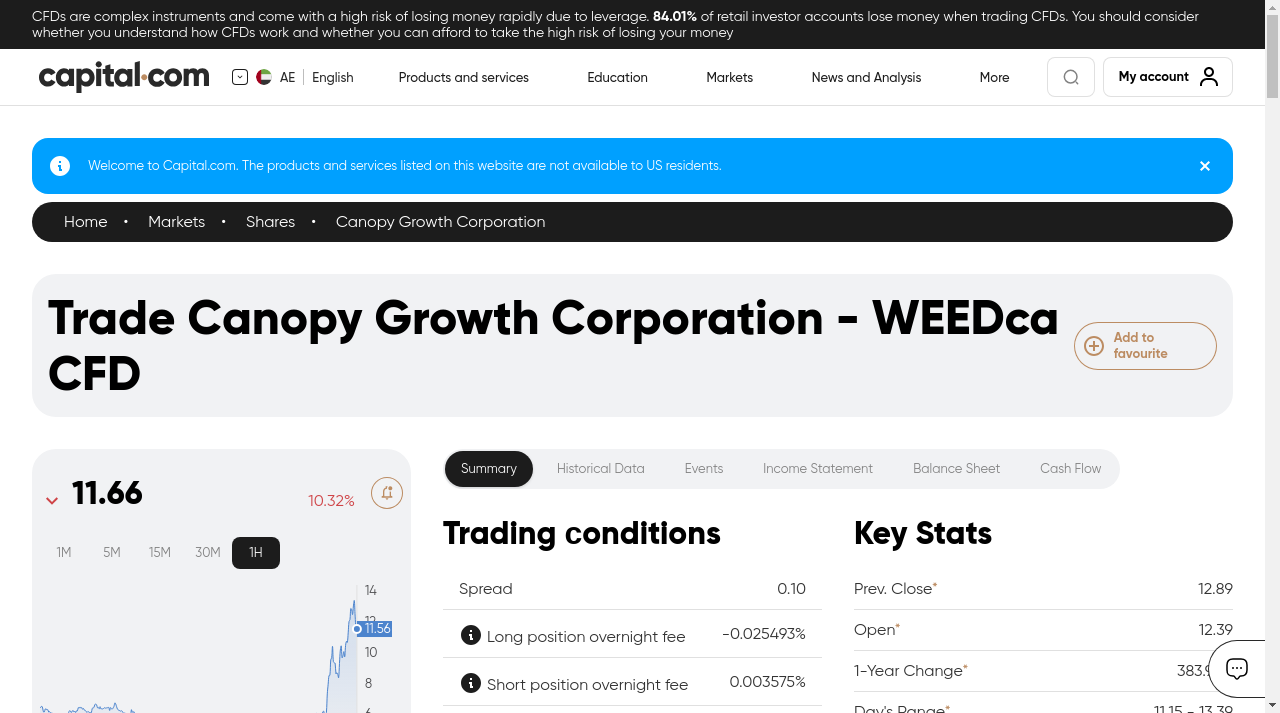 CFDs are complex instruments and come with a high risk of losing money rapidly due to leverage. 84.01% of retail investor accounts lose money when trading CFDs. You should consider
whether you understand how CFDs work and whether you can afford to take the high risk of losing your money
capital.com
AE
English
Products and services
Education
Markets
News and Analysis
More
My account
Welcome to Capital.com. The products and services listed on this website are not available to US residents.
Home • Markets • Shares • Canopy Growth Corporation
Trade Canopy Growth Corporation - WEEDca
CFD
Add to
favourite
11.66
10.32%
1M
5M
15M
30M
1H
14
11.56
10
8
Summary
Historical Data
Events
Income Statement
Balance Sheet
Cash Flow
Trading conditions
Spread 0.10
Long position overnight fee -0.025493%
Short position overnight fee 0.003575%
Key Stats
Prev. Close* 12.89
Open* 12.39
1-Year Change*
Day's Range* 11.15 - 13.39